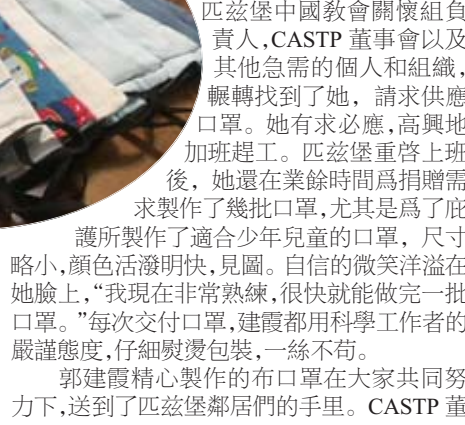 匹兹堡中國教會關懷組負
責人,CASTP 董事會以及
其他急需的個人和組織,
輾轉找到了她，請求供應
口罩。她有求必應,高興地
加班趕工。匹兹堡重啓上班
後，她還在業餘時間爲捐贈需
求製作了幾批口罩,尤其是爲了庇
護所製作了適合少年兒童的口罩，尺寸
略小,顔色活潑明快,見圖。自信的微笑洋溢在
她臉上,“我現在非常熟練,很快就能做完一批
口罩。”每次交付口罩,建霞都用科學工作者的
嚴謹態度,仔細熨燙包裝,一絲不苟。
郭建霞精心製作的布口罩在大家共同努
力下,送到了匹兹堡鄰居們的手里。CASTP 董